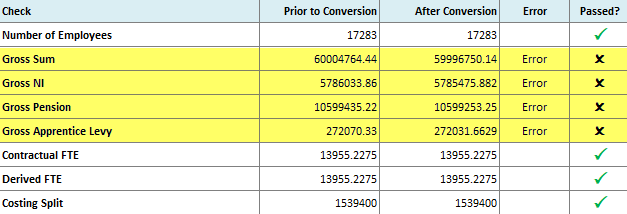 Check Prior to Conversion After Conversion Error Passed?
Number of Employees 17283 17283 ✓
Gross Sum 60004764.44 59996750.14 Error ✗
Gross NI 5786033.86 5785475.882 Error ✗
Gross Pension 10599435.22 10599253.25 Error ✗
Gross Apprentice Levy 272070.33 272031.6629 Error ✗
Contractual FTE 13955.2275 13955.2275 ✓
Derived FTE 13955.2275 13955.2275 ✓
Costing Split 1539400 1539400 ✓